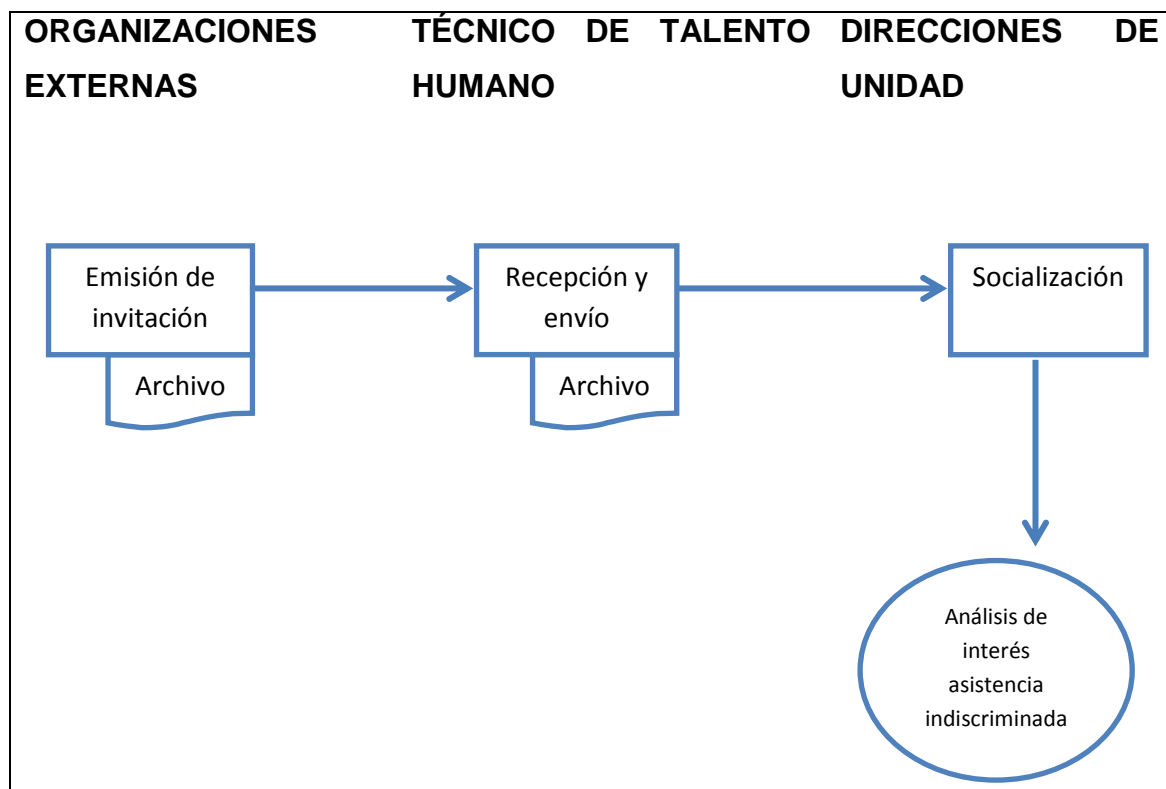 ORGANIZACIONES EXTERNAS
TÉCNICO DE TALENTO HUMANO
DIRECCIONES DE UNIDAD
Emisión de
invitación
Archivo
Recepción y
envío
Archivo
Socialización
Análisis de
interés
asistencia
indiscriminada